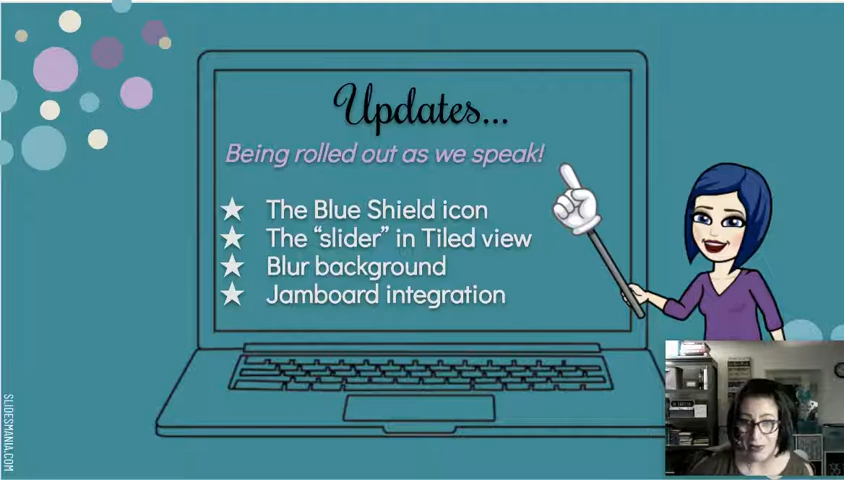 Updates...
Being rolled out as we speak!
★ The Blue Shield icon
★ The “slider” in Tiled view
★ Blur background
★ Jamboard integration
SLIDESMANIA.COM